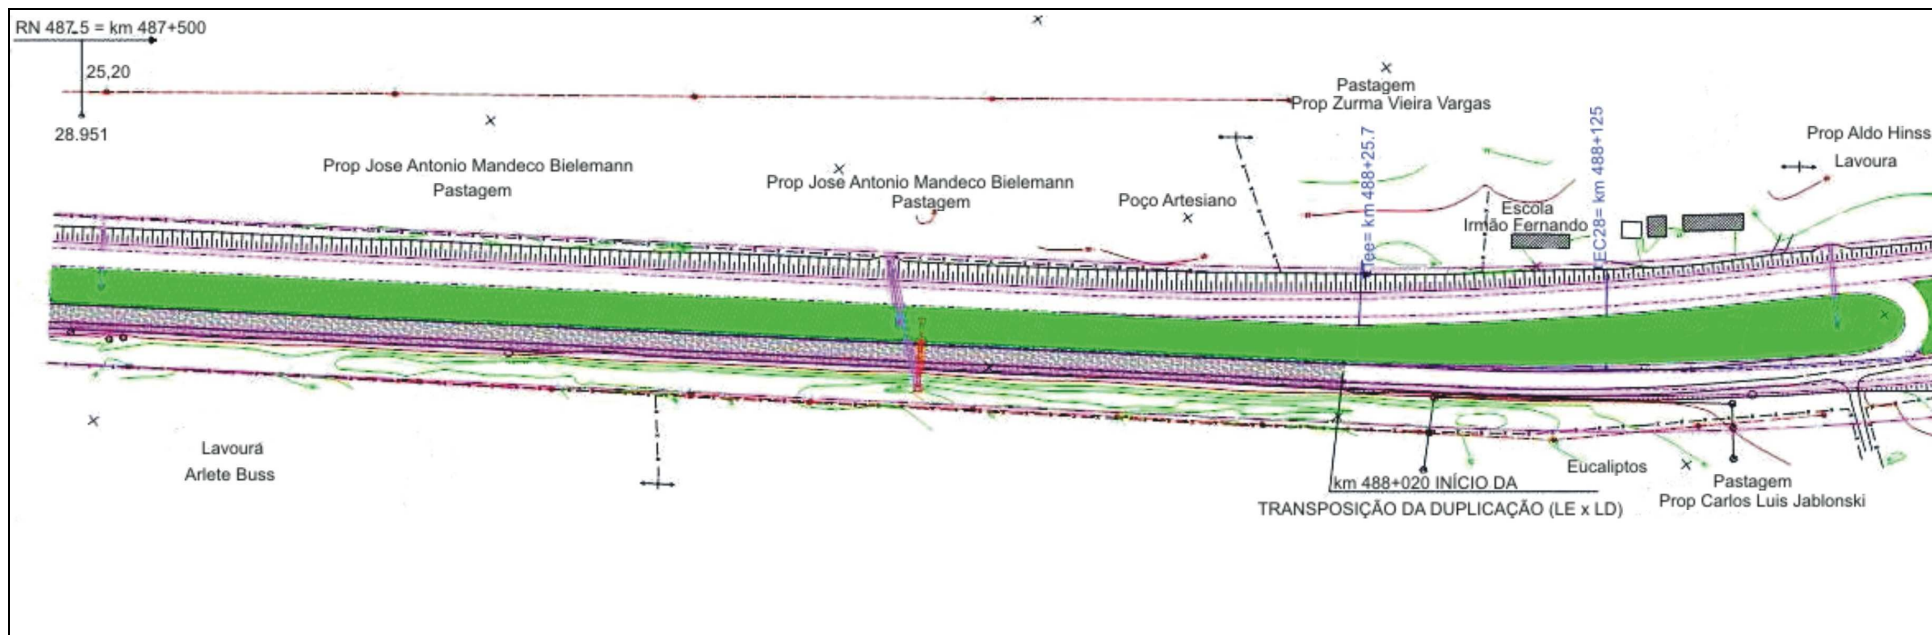 RN 487.5 = km 487+500
25,20
28.951
Prop Jose Antonio Mandeco Bielemann
Pastagem
Prop Jose Antonio Mandeco Bielemann
Pastagem
Poço Artesiano
Pastagem
Prop Zurma Vieira Vargas
km 488+25.7
EC28= km 488+125
Escola
Irmão Fernando
Prop Aldo Hinss
Lavoura
Lavoura
Arlete Buss
km 488+020 INÍCIO DA
TRANSPOSIÇÃO DA DUPLICAÇÃO (LE x LD)
Eucaliptos
Pastagem
Prop Carlos Luis Jablonski